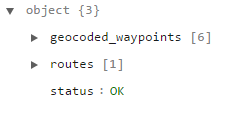 object {3}
geocoded_waypoints [6]
routes [1]
status : OK